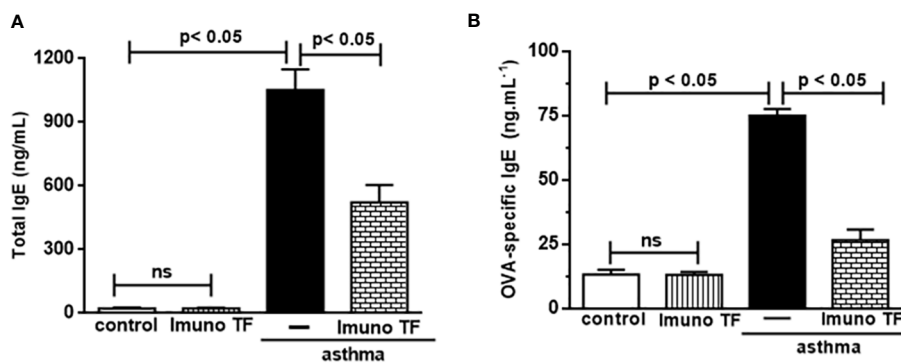 A
p< 0.05
p< 0.05
Total IgE (ng/mL)
1200
900
600
300
0
ns
control
Imuno TF
–
Imuno TF
asthma
B
p < 0.05
p < 0.05
OVA-specific IgE (ng.mL⁻¹)
100
75
50
25
0
ns
control
Imuno TF
—
Imuno TF
asthma